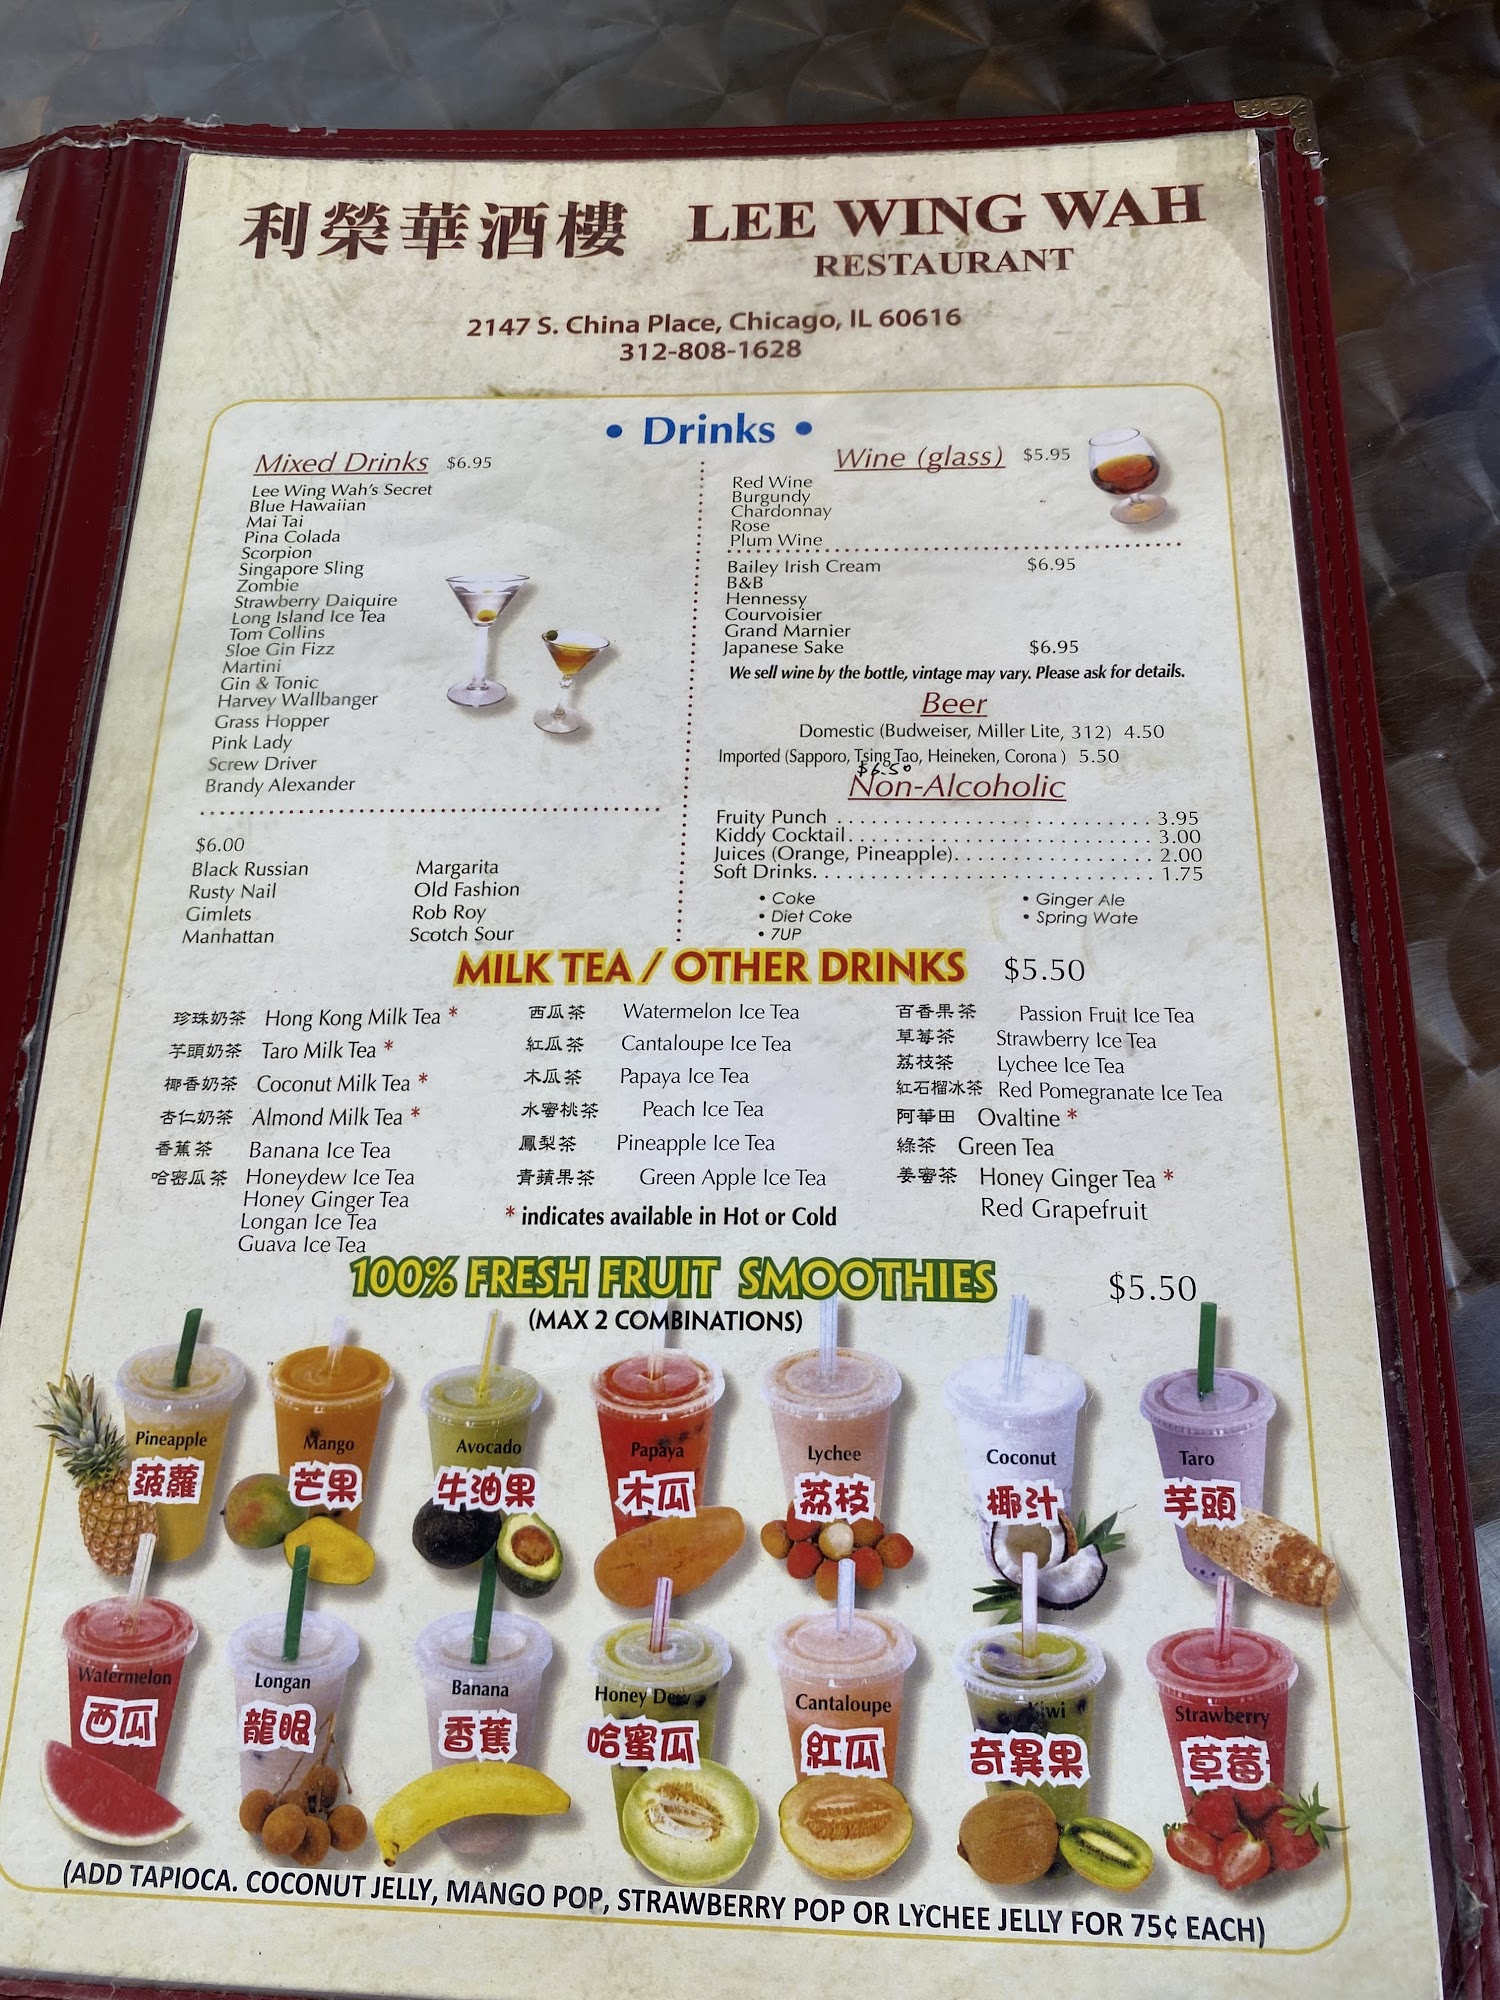 利榮華酒樓 LEE WING WAH
RESTAURANT
2147 S. China Place, Chicago, IL 60616
312-808-1628
• Drinks •
Mixed Drinks $6.95
Lee Wing Wah's Secret
Blue Hawaiian
Mai Tai
Pina Colada
Scorpion
Singapore Sling
Zombie
Strawberry Daiquire
Long Island Ice Tea
Tom Collins
Sloe Gin Fizz
Martini
Gin & Tonic
Harvey Wallbanger
Grass Hopper
Pink Lady
Screw Driver
Brandy Alexander
$6.00
Black Russian Margarita
Rusty Nail Old Fashion
Gimlets Rob Roy
Manhattan Scotch Sour
Wine (glass) $5.95
Red Wine
Burgundy
Chardonnay
Rose
Plum Wine
Bailey Irish Cream $6.95
B&B
Hennessy
Courvoisier
Grand Marnier
Japanese Sake $6.95
We sell wine by the bottle, vintage may vary. Please ask for details.
Beer
Domestic (Budweiser, Miller Lite, 312) 4.50
Imported (Sapporo, Tsing Tao, Heineken, Corona ) 5.50
$6.50
Non-Alcoholic
Fruity Punch . . . . . . . . . . . . . . . . . . . . . . . . . . . 3.95
Kiddy Cocktail. . . . . . . . . . . . . . . . . . . . . . . . . . 3.00
Juices (Orange, Pineapple). . . . . . . . . . . . . . . . . 2.00
Soft Drinks. . . . . . . . . . . . . . . . . . . . . . . . . . . . . 1.75
• Coke • Ginger Ale
• Diet Coke • Spring Wate
• 7UP
MILK TEA / OTHER DRINKS $5.50
珍珠奶茶 Hong Kong Milk Tea *
芋頭奶茶 Taro Milk Tea *
椰香奶茶 Coconut Milk Tea *
杏仁奶茶 Almond Milk Tea *
香蕉茶 Banana Ice Tea
哈密瓜茶 Honeydew Ice Tea
Honey Ginger Tea
Longan Ice Tea
Guava Ice Tea
西瓜茶 Watermelon Ice Tea
紅瓜茶 Cantaloupe Ice Tea
木瓜茶 Papaya Ice Tea
水密桃茶 Peach Ice Tea
鳳梨茶 Pineapple Ice Tea
青蘋果茶 Green Apple Ice Tea
* indicates available in Hot or Cold
百香果茶 Passion Fruit Ice Tea
草莓茶 Strawberry Ice Tea
荔枝茶 Lychee Ice Tea
紅石榴冰茶 Red Pomegranate Ice Tea
阿華田 Ovaltine *
綠茶 Green Tea
姜蜜茶 Honey Ginger Tea *
Red Grapefruit
100% FRESH FRUIT SMOOTHIES $5.50
(MAX 2 COMBINATIONS)
Pineapple Mango Avocado Papaya Lychee Coconut Taro
菠蘿 芒果 牛油果 木瓜 荔枝 椰汁 芋頭
Watermelon Longan Banana Honey Dew Cantaloupe Kiwi Strawberry
西瓜 龍眼 香蕉 哈蜜瓜 紅瓜 奇異果 草莓
(ADD TAPIOCA. COCONUT JELLY, MANGO POP, STRAWBERRY POP OR LYCHEE JELLY FOR 75¢ EACH)